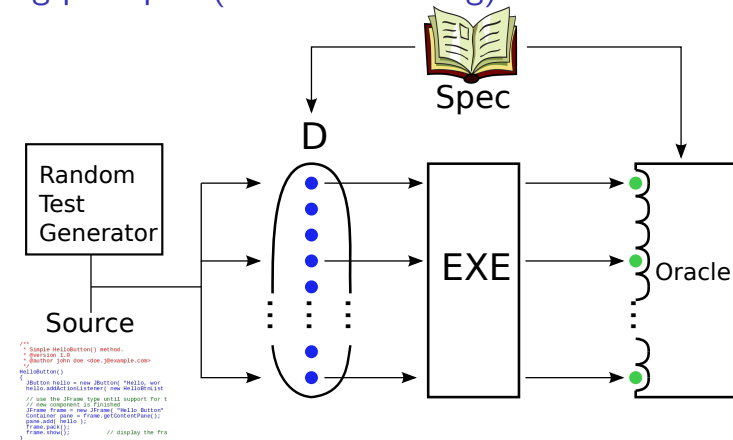 Spec
D
Random
Test
Generator
EXE
Oracle
Source
/**
* Simple HelloButton() method.
* @version 1.0
* @author john doe <doe.j@example.com>
*/
HelloButton()
{
JButton hello = new JButton( "Hello, wor
hello.addActionListener( new HelloBtnList
// use the JFrame type until support for t
// new component is finished
JFrame frame = new JFrame( "Hello Button"
Container pane = frame.getContentPane();
pane.add( hello );
frame.pack();
frame.show(); // display the fra
}